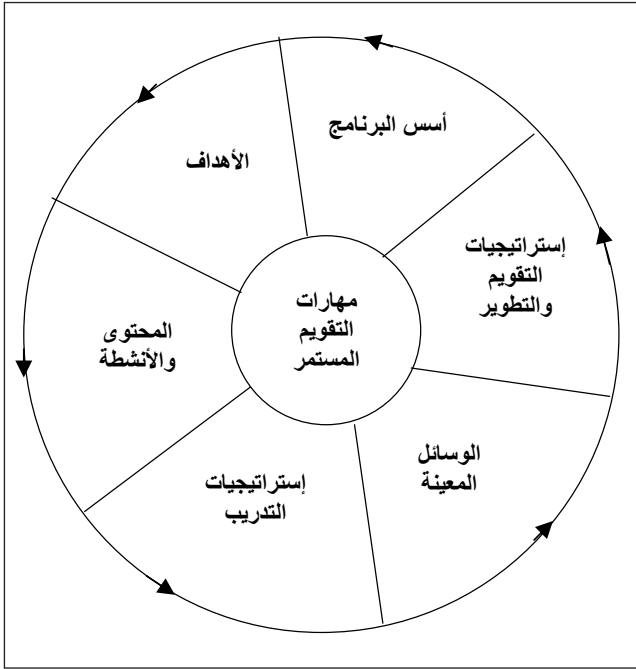 أسس البرنامج
الأهداف
المحتوى
والأنشطة
إستراتيجيات
التدريب
الوسائل
المعينة
إستراتيجيات
التقويم
والتطوير
مهارات
التقويم
المستمر